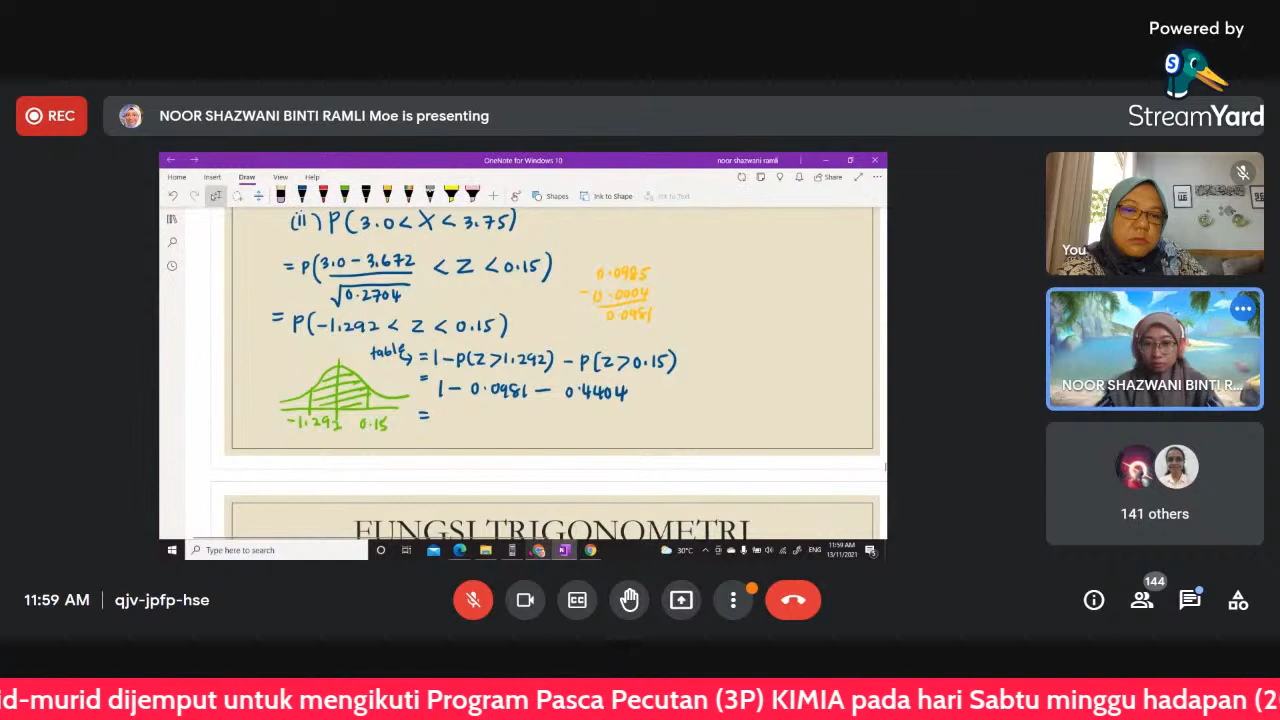 Powered by
S
StreamYard
REC
NOOR SHAZWANI BINTI RAMLI Moe is presenting
OneNote for Windows 10
noor shazwani ramli
Home Insert Draw View Help
Share
Shapes Ink to Shape Ink to Text
(ii) P(3.0 < X < 3.75)
= P(3.0 - 3.672 / √0.2704 < Z < 0.15)
= P(-1.292 < Z < 0.15)
table = 1 - P(Z > 1.292) - P(Z > 0.15)
= 1 - 0.0981 - 0.4404
=
-1.292 0.15
0.0985
- 0.0004
0.0981
FUNGSI TRIGONOMETRI
Type here to search
30°C
ENG
11:59 AM
13/11/2021
You
NOOR SHAZWANI BINTI R...
141 others
11:59 AM | qjv-jpfp-hse
144
id-murid dijemput untuk mengikuti Program Pasca Pecutan (3P) KIMIA pada hari Sabtu minggu hadapan (2